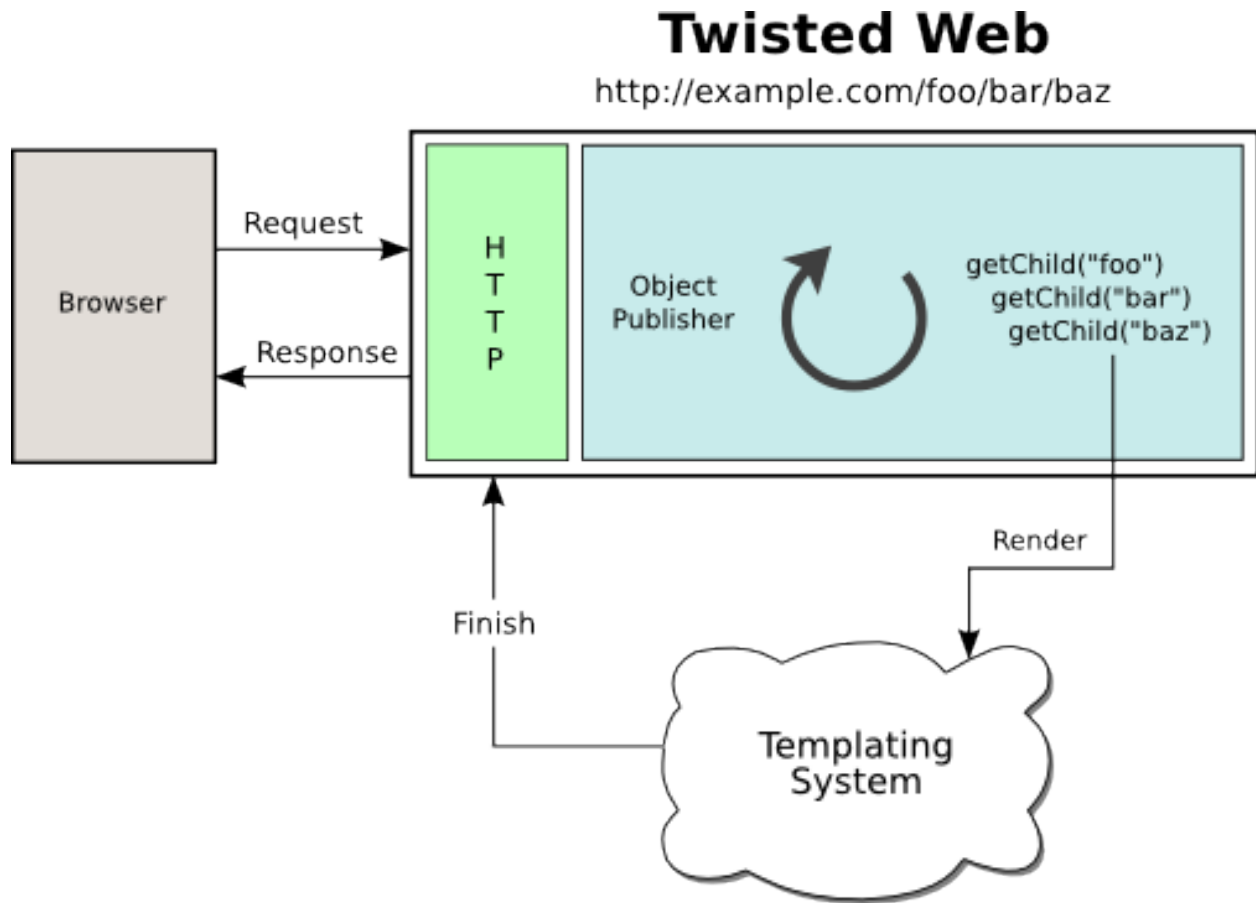 Twisted Web
http://example.com/foo/bar/baz
Browser
Request
Response
H
T
T
P
Object
Publisher
getChild("foo")
getChild("bar")
getChild("baz")
Render
Finish
Templating
System